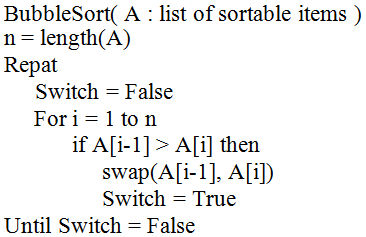 BubbleSort( A : list of sortable items )
n = length(A)
Repat
Switch = False
For i = 1 to n
if A[i-1] > A[i] then
swap(A[i-1], A[i])
Switch = True
Until Switch = False